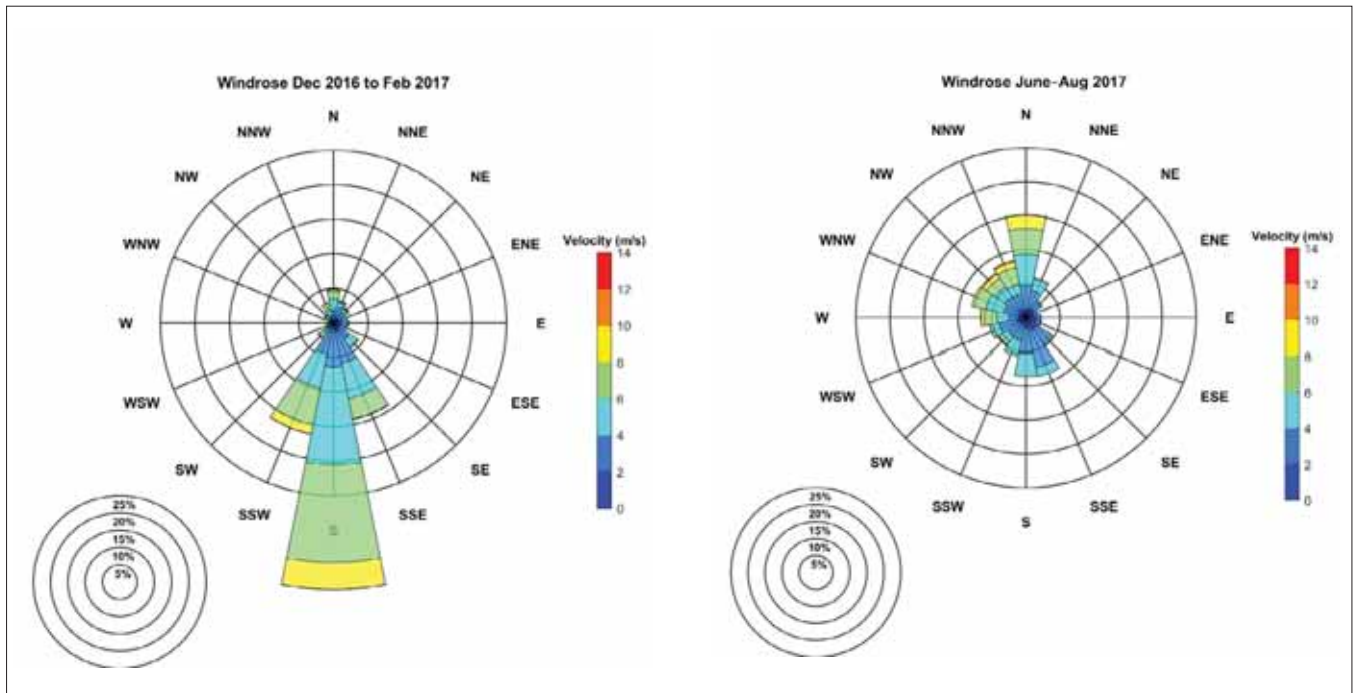 Windrose Dec 2016 to Feb 2017
N
NNW NNE
NW NE
WNW ENE
W E
WSW ESE
SW SE
SSW SSE
S
Velocity (m/s)
14
12
10
8
6
4
2
0
25%
20%
15%
10%
5%
Windrose June-Aug 2017
N
NNW NNE
NW NE
WNW ENE
W E
WSW ESE
SW SE
SSW SSE
S
Velocity (m/s)
14
12
10
8
6
4
2
0
25%
20%
15%
10%
5%